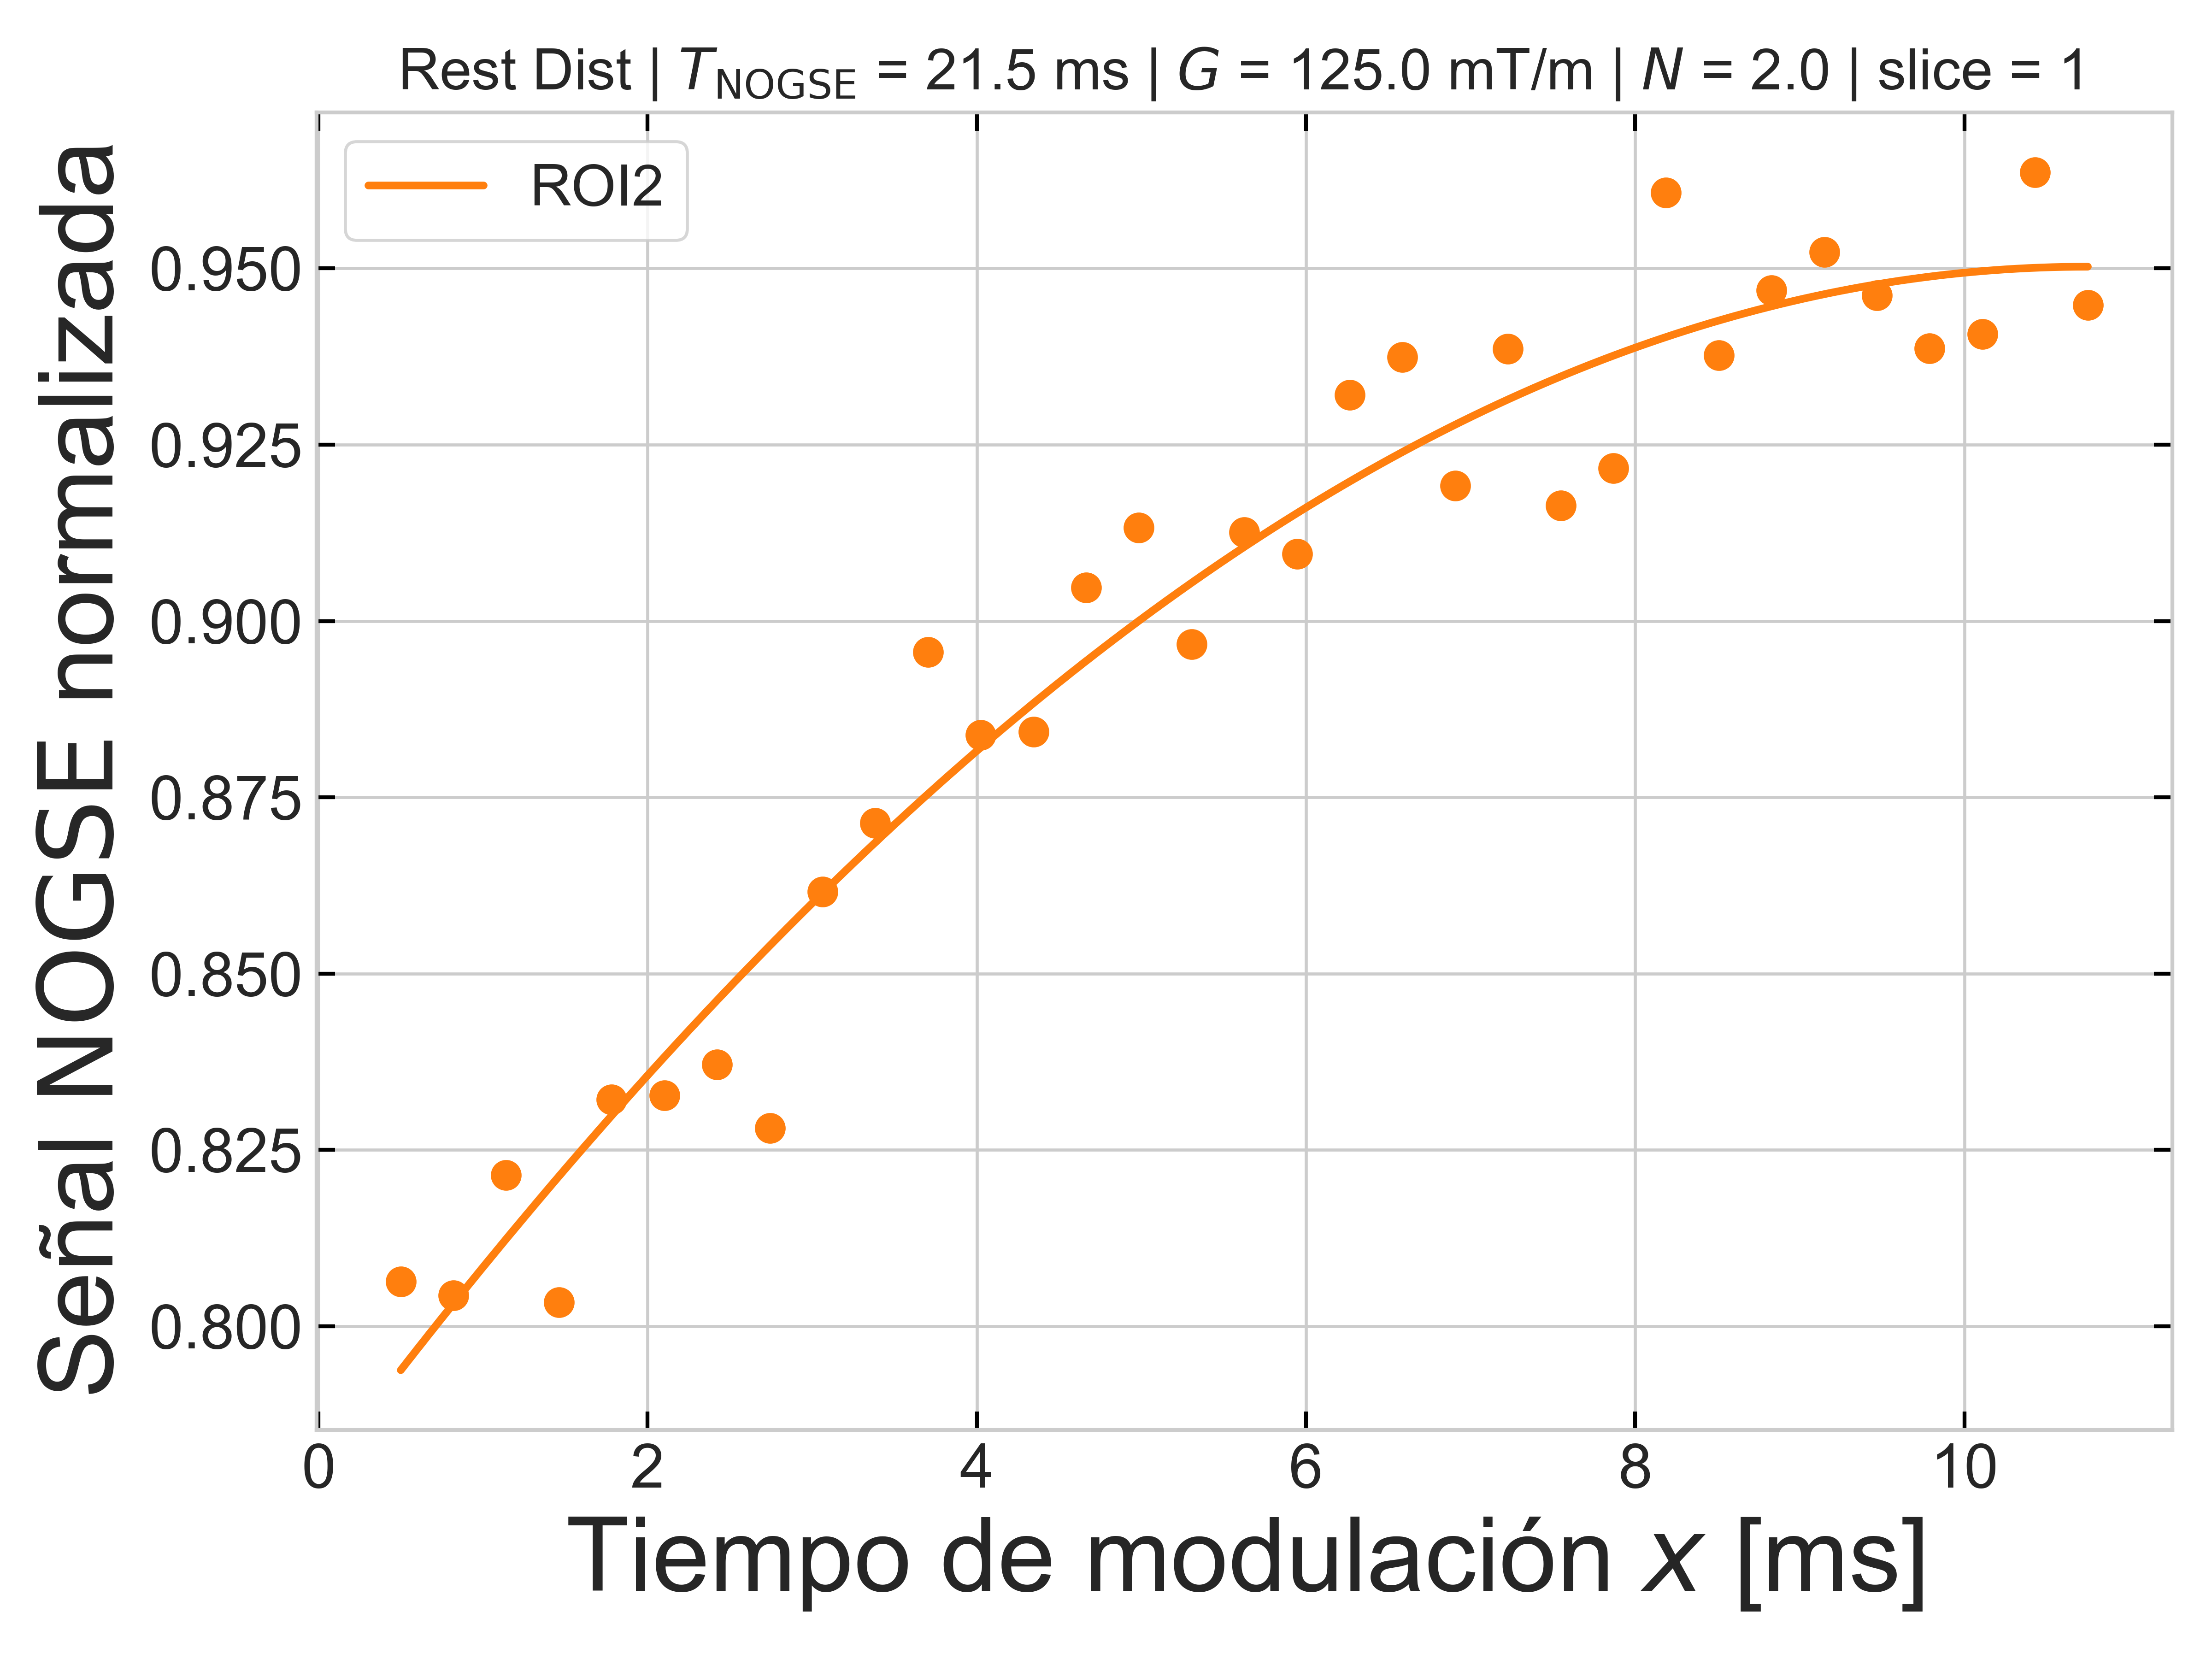 Rest Dist | T_NOGSE = 21.5 ms | G = 125.0 mT/m | N = 2.0 | slice = 1
ROI2
Señal NOGSE normalizada
0.950
0.925
0.900
0.875
0.850
0.825
0.800
0 2 4 6 8 10
Tiempo de modulación x [ms]